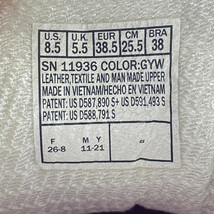 U.S. U.K. EUR CM BRA
8.5 5.5 38.5 25.5 38
SN 11936 COLOR:GYW
LEATHER,TEXTILE AND MAN MADE UPPER
MADE IN VIETNAM/HECHO EN VIETNAM
PATENT: US D587,890 S+ US D591,493 S
PATENT: US D588,791 S
F M Y
26-8 11-21